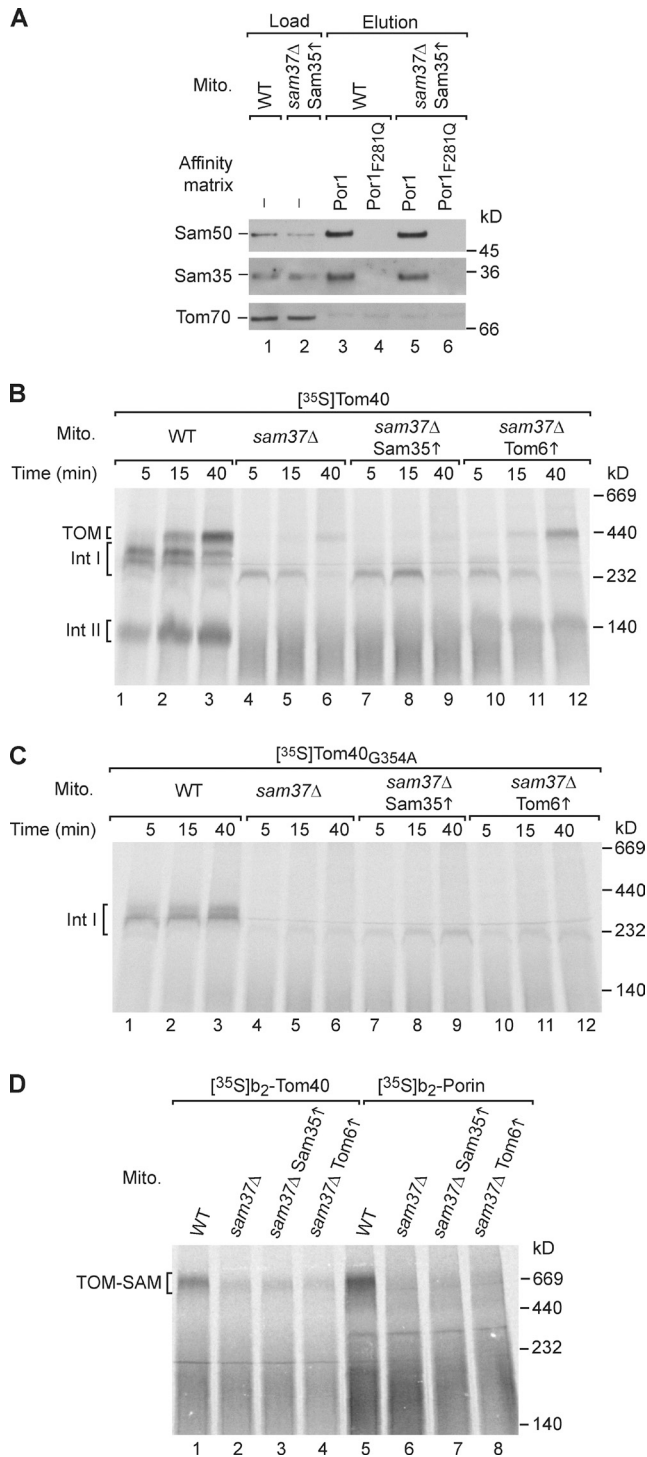 A
Load Elution
Mito. WT sam37Δ Sam35↑ WT sam37Δ Sam35↑
Affinity matrix – – Por1 Por1F281Q Por1 Por1F281Q
kD
Sam50
45
Sam35
36
Tom70
66
1 2 3 4 5 6
B
[³⁵S]Tom40
Mito. WT sam37Δ sam37Δ Sam35↑ sam37Δ Tom6↑
Time (min) 5 15 40 5 15 40 5 15 40 5 15 40 kD
669
TOM 440
Int I
232
Int II 140
1 2 3 4 5 6 7 8 9 10 11 12
C
[³⁵S]Tom40G354A
Mito. WT sam37Δ sam37Δ Sam35↑ sam37Δ Tom6↑
Time (min) 5 15 40 5 15 40 5 15 40 5 15 40 kD
669
440
Int I 232
140
1 2 3 4 5 6 7 8 9 10 11 12
D
[³⁵S]b₂-Tom40 [³⁵S]b₂-Porin
Mito. WT sam37Δ sam37Δ Sam35↑ sam37Δ Tom6↑ WT sam37Δ sam37Δ Sam35↑ sam37Δ Tom6↑
kD
TOM-SAM 669
440
232
140
1 2 3 4 5 6 7 8